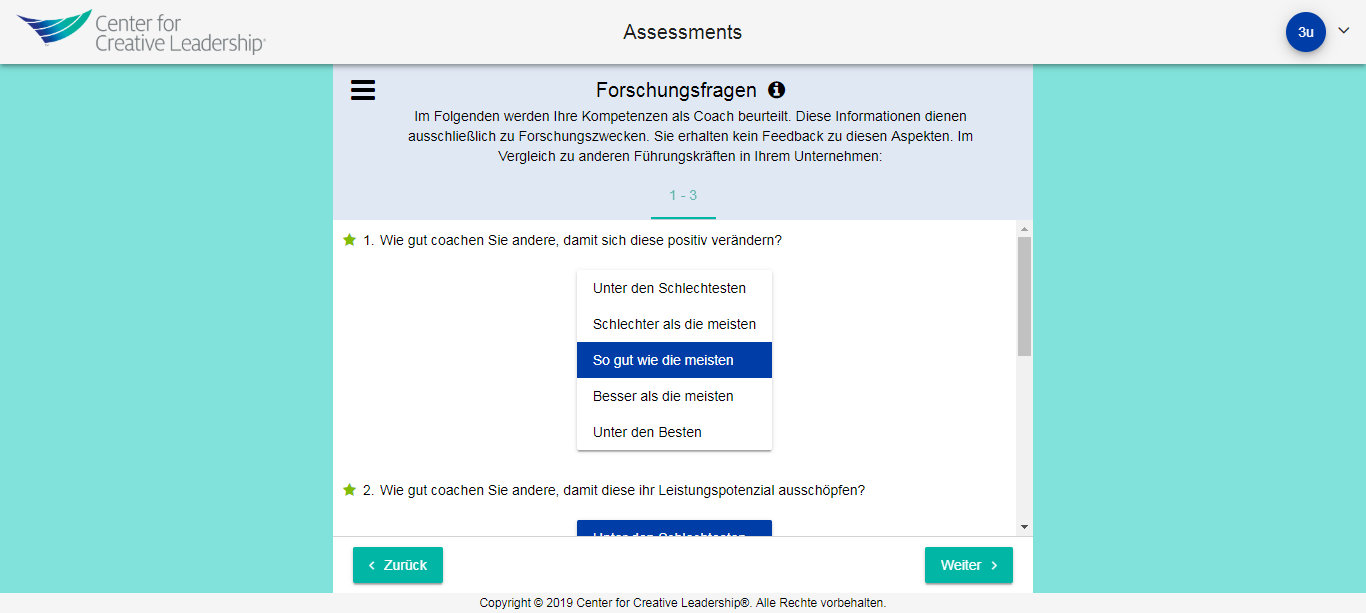 Center for
Creative Leadership®
Assessments
3u
Forschungsfragen
Im Folgenden werden Ihre Kompetenzen als Coach beurteilt. Diese Informationen dienen
ausschließlich zu Forschungszwecken. Sie erhalten kein Feedback zu diesen Aspekten. Im
Vergleich zu anderen Führungskräften in Ihrem Unternehmen:
1 - 3
1. Wie gut coachen Sie andere, damit sich diese positiv verändern?
Unter den Schlechtesten
Schlechter als die meisten
So gut wie die meisten
Besser als die meisten
Unter den Besten
2. Wie gut coachen Sie andere, damit diese ihr Leistungspotenzial ausschöpfen?
Unter den Schlechtesten
Zurück
Weiter
Copyright © 2019 Center for Creative Leadership®. Alle Rechte vorbehalten.